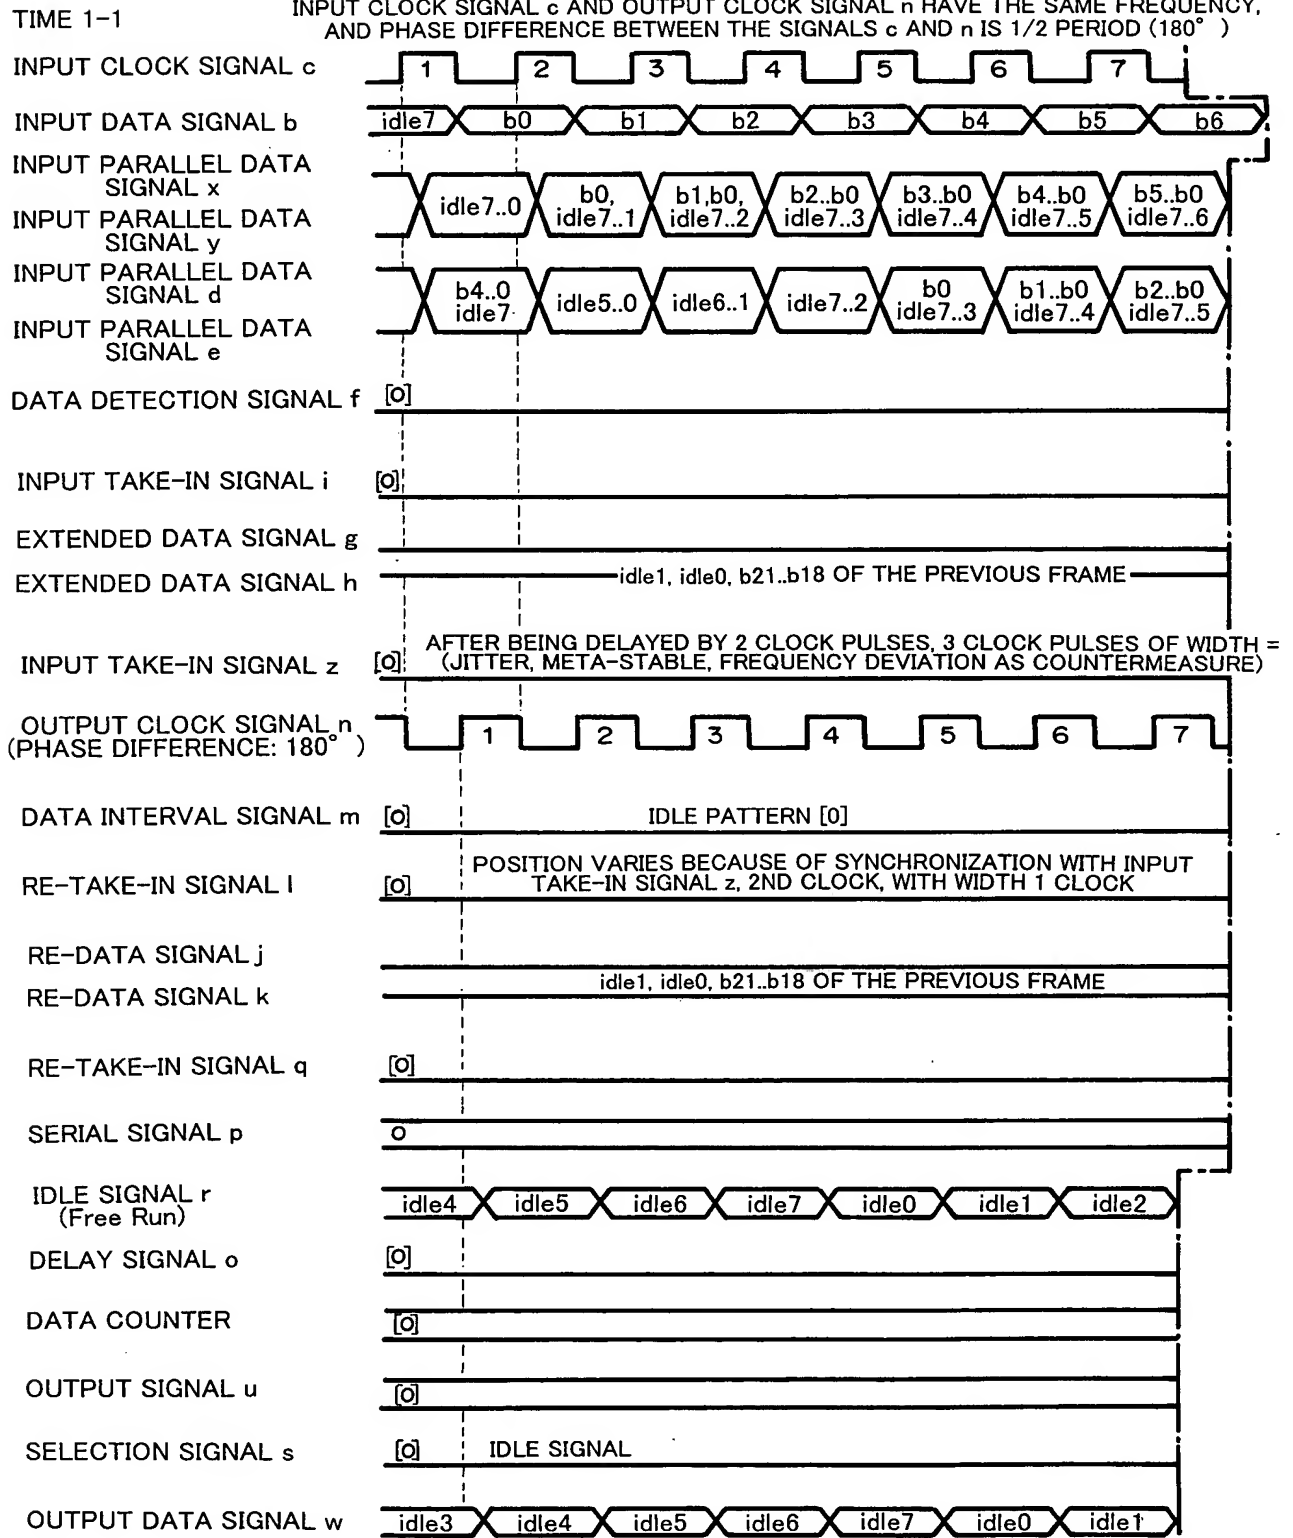 TIME 1-1
INPUT CLOCK SIGNAL c AND OUTPUT CLOCK SIGNAL n HAVE THE SAME FREQUENCY,
AND PHASE DIFFERENCE BETWEEN THE SIGNALS c AND n IS 1/2 PERIOD (180° )
INPUT CLOCK SIGNAL c 1 2 3 4 5 6 7
INPUT DATA SIGNAL b idle7 b0 b1 b2 b3 b4 b5 b6
INPUT PARALLEL DATA
SIGNAL x
INPUT PARALLEL DATA
SIGNAL y
idle7..0
b0,
idle7..1
b1,b0,
idle7..2
b2..b0
idle7..3
b3..b0
idle7..4
b4..b0
idle7..5
b5..b0
idle7..6
INPUT PARALLEL DATA
SIGNAL d
INPUT PARALLEL DATA
SIGNAL e
b4..0
idle7
idle5..0
idle6..1
idle7..2
b0
idle7..3
b1..b0
idle7..4
b2..b0
idle7..5
DATA DETECTION SIGNAL f [0]
INPUT TAKE-IN SIGNAL i [0]
EXTENDED DATA SIGNAL g
EXTENDED DATA SIGNAL h idle1, idle0, b21..b18 OF THE PREVIOUS FRAME
INPUT TAKE-IN SIGNAL z [0]
AFTER BEING DELAYED BY 2 CLOCK PULSES, 3 CLOCK PULSES OF WIDTH =
(JITTER, META-STABLE, FREQUENCY DEVIATION AS COUNTERMEASURE)
OUTPUT CLOCK SIGNAL n
(PHASE DIFFERENCE: 180° )
1 2 3 4 5 6 7
DATA INTERVAL SIGNAL m [0] IDLE PATTERN [0]
RE-TAKE-IN SIGNAL l [0]
POSITION VARIES BECAUSE OF SYNCHRONIZATION WITH INPUT
TAKE-IN SIGNAL z, 2ND CLOCK, WITH WIDTH 1 CLOCK
RE-DATA SIGNAL j
RE-DATA SIGNAL k
idle1, idle0, b21..b18 OF THE PREVIOUS FRAME
RE-TAKE-IN SIGNAL q [0]
SERIAL SIGNAL p 0
IDLE SIGNAL r
(Free Run)
idle4 idle5 idle6 idle7 idle0 idle1 idle2
DELAY SIGNAL o [0]
DATA COUNTER [0]
OUTPUT SIGNAL u [0]
SELECTION SIGNAL s [0] IDLE SIGNAL
OUTPUT DATA SIGNAL w idle3 idle4 idle5 idle6 idle7 idle0 idle1